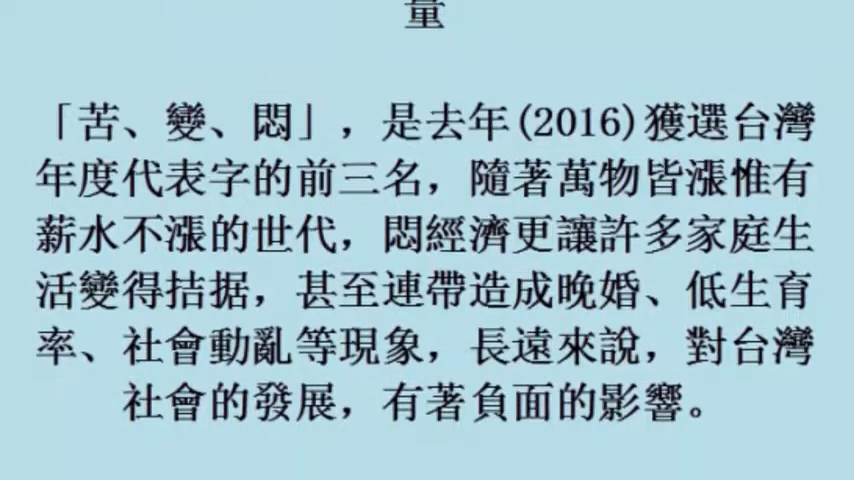 量
「苦、變、悶」，是去年(2016)獲選台灣
年度代表字的前三名，隨著萬物皆漲惟有
薪水不漲的世代，悶經濟更讓許多家庭生
活變得拮据，甚至連帶造成晚婚、低生育
率、社會動亂等現象，長遠來說，對台灣
社會的發展，有著負面的影響。